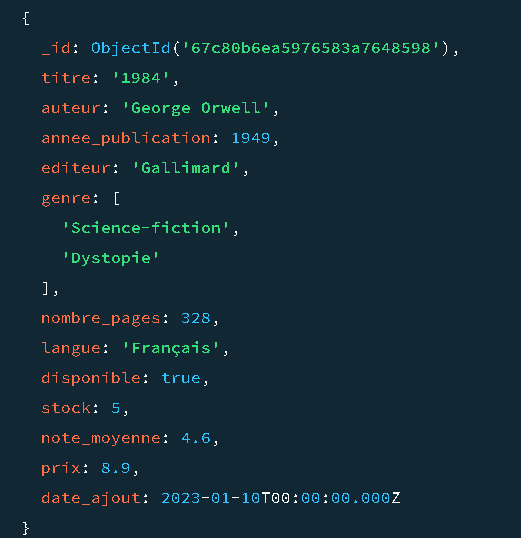 {
  _id: ObjectId('67c80b6ea5976583a7648598'),
  titre: '1984',
  auteur: 'George Orwell',
  annee_publication: 1949,
  editeur: 'Gallimard',
  genre: [
    'Science-fiction',
    'Dystopie'
  ],
  nombre_pages: 328,
  langue: 'Français',
  disponible: true,
  stock: 5,
  note_moyenne: 4.6,
  prix: 8.9,
  date_ajout: 2023-01-10T00:00:00.000Z
}